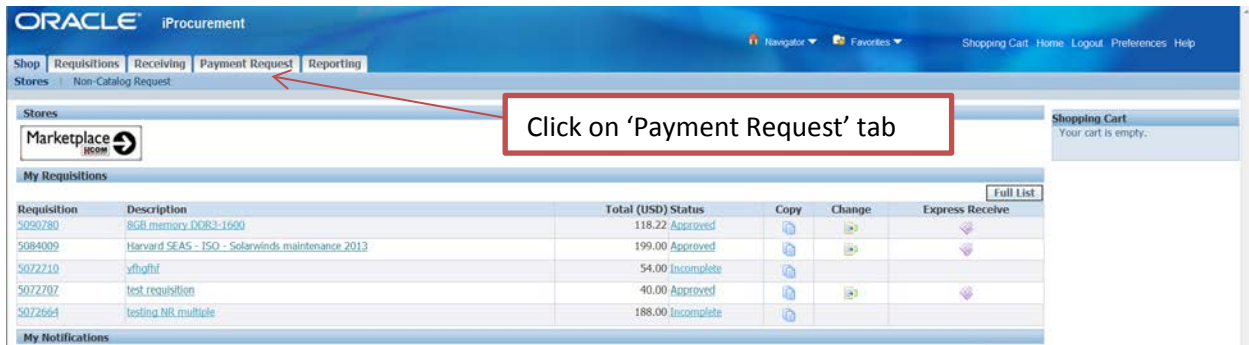 ORACLE iProcurement
Navigator Favorites Shopping Cart Home Logout Preferences Help
Shop Requisitions Receiving Payment Request Reporting
Stores | Non-Catalog Request
Stores
Marketplace
HCOM
Click on ‘Payment Request’ tab
Shopping Cart
Your cart is empty.
My Requisitions
Full List
Requisition Description Total (USD) Status Copy Change Express Receive
5090780 8GB memory DDR3-1600 118.22 Approved
5084009 Harvard SEAS - ISO - Solarwinds maintenance 2013 199.00 Approved
5072710 yfhgfhf 54.00 Incomplete
5072707 test requisition 40.00 Approved
5072664 testing NR multiple 188.00 Incomplete
My Notifications